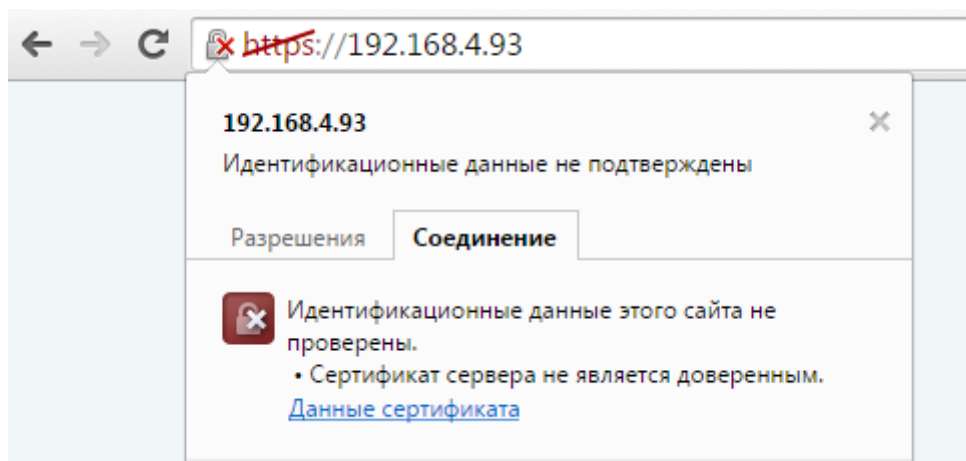 https://192.168.4.93
192.168.4.93
Идентификационные данные не подтверждены
Разрешения Соединение
Идентификационные данные этого сайта не
проверены.
• Сертификат сервера не является доверенным.
Данные сертификата